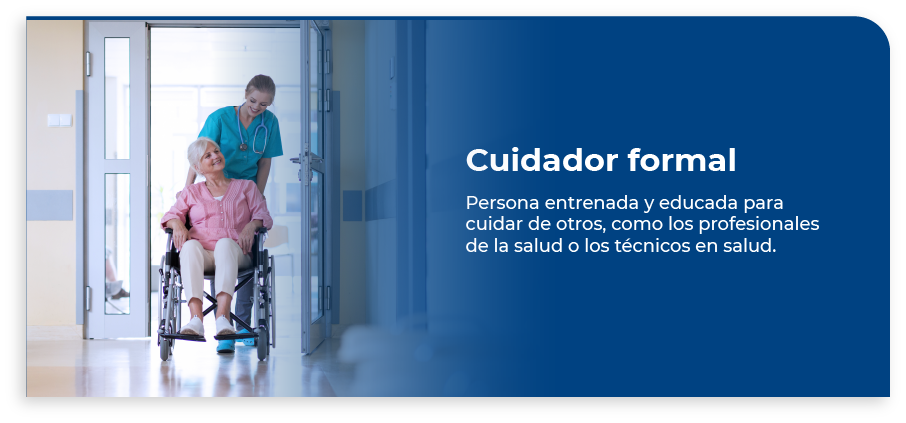 Cuidador formal
Persona entrenada y educada para
cuidar de otros, como los profesionales
de la salud o los técnicos en salud.